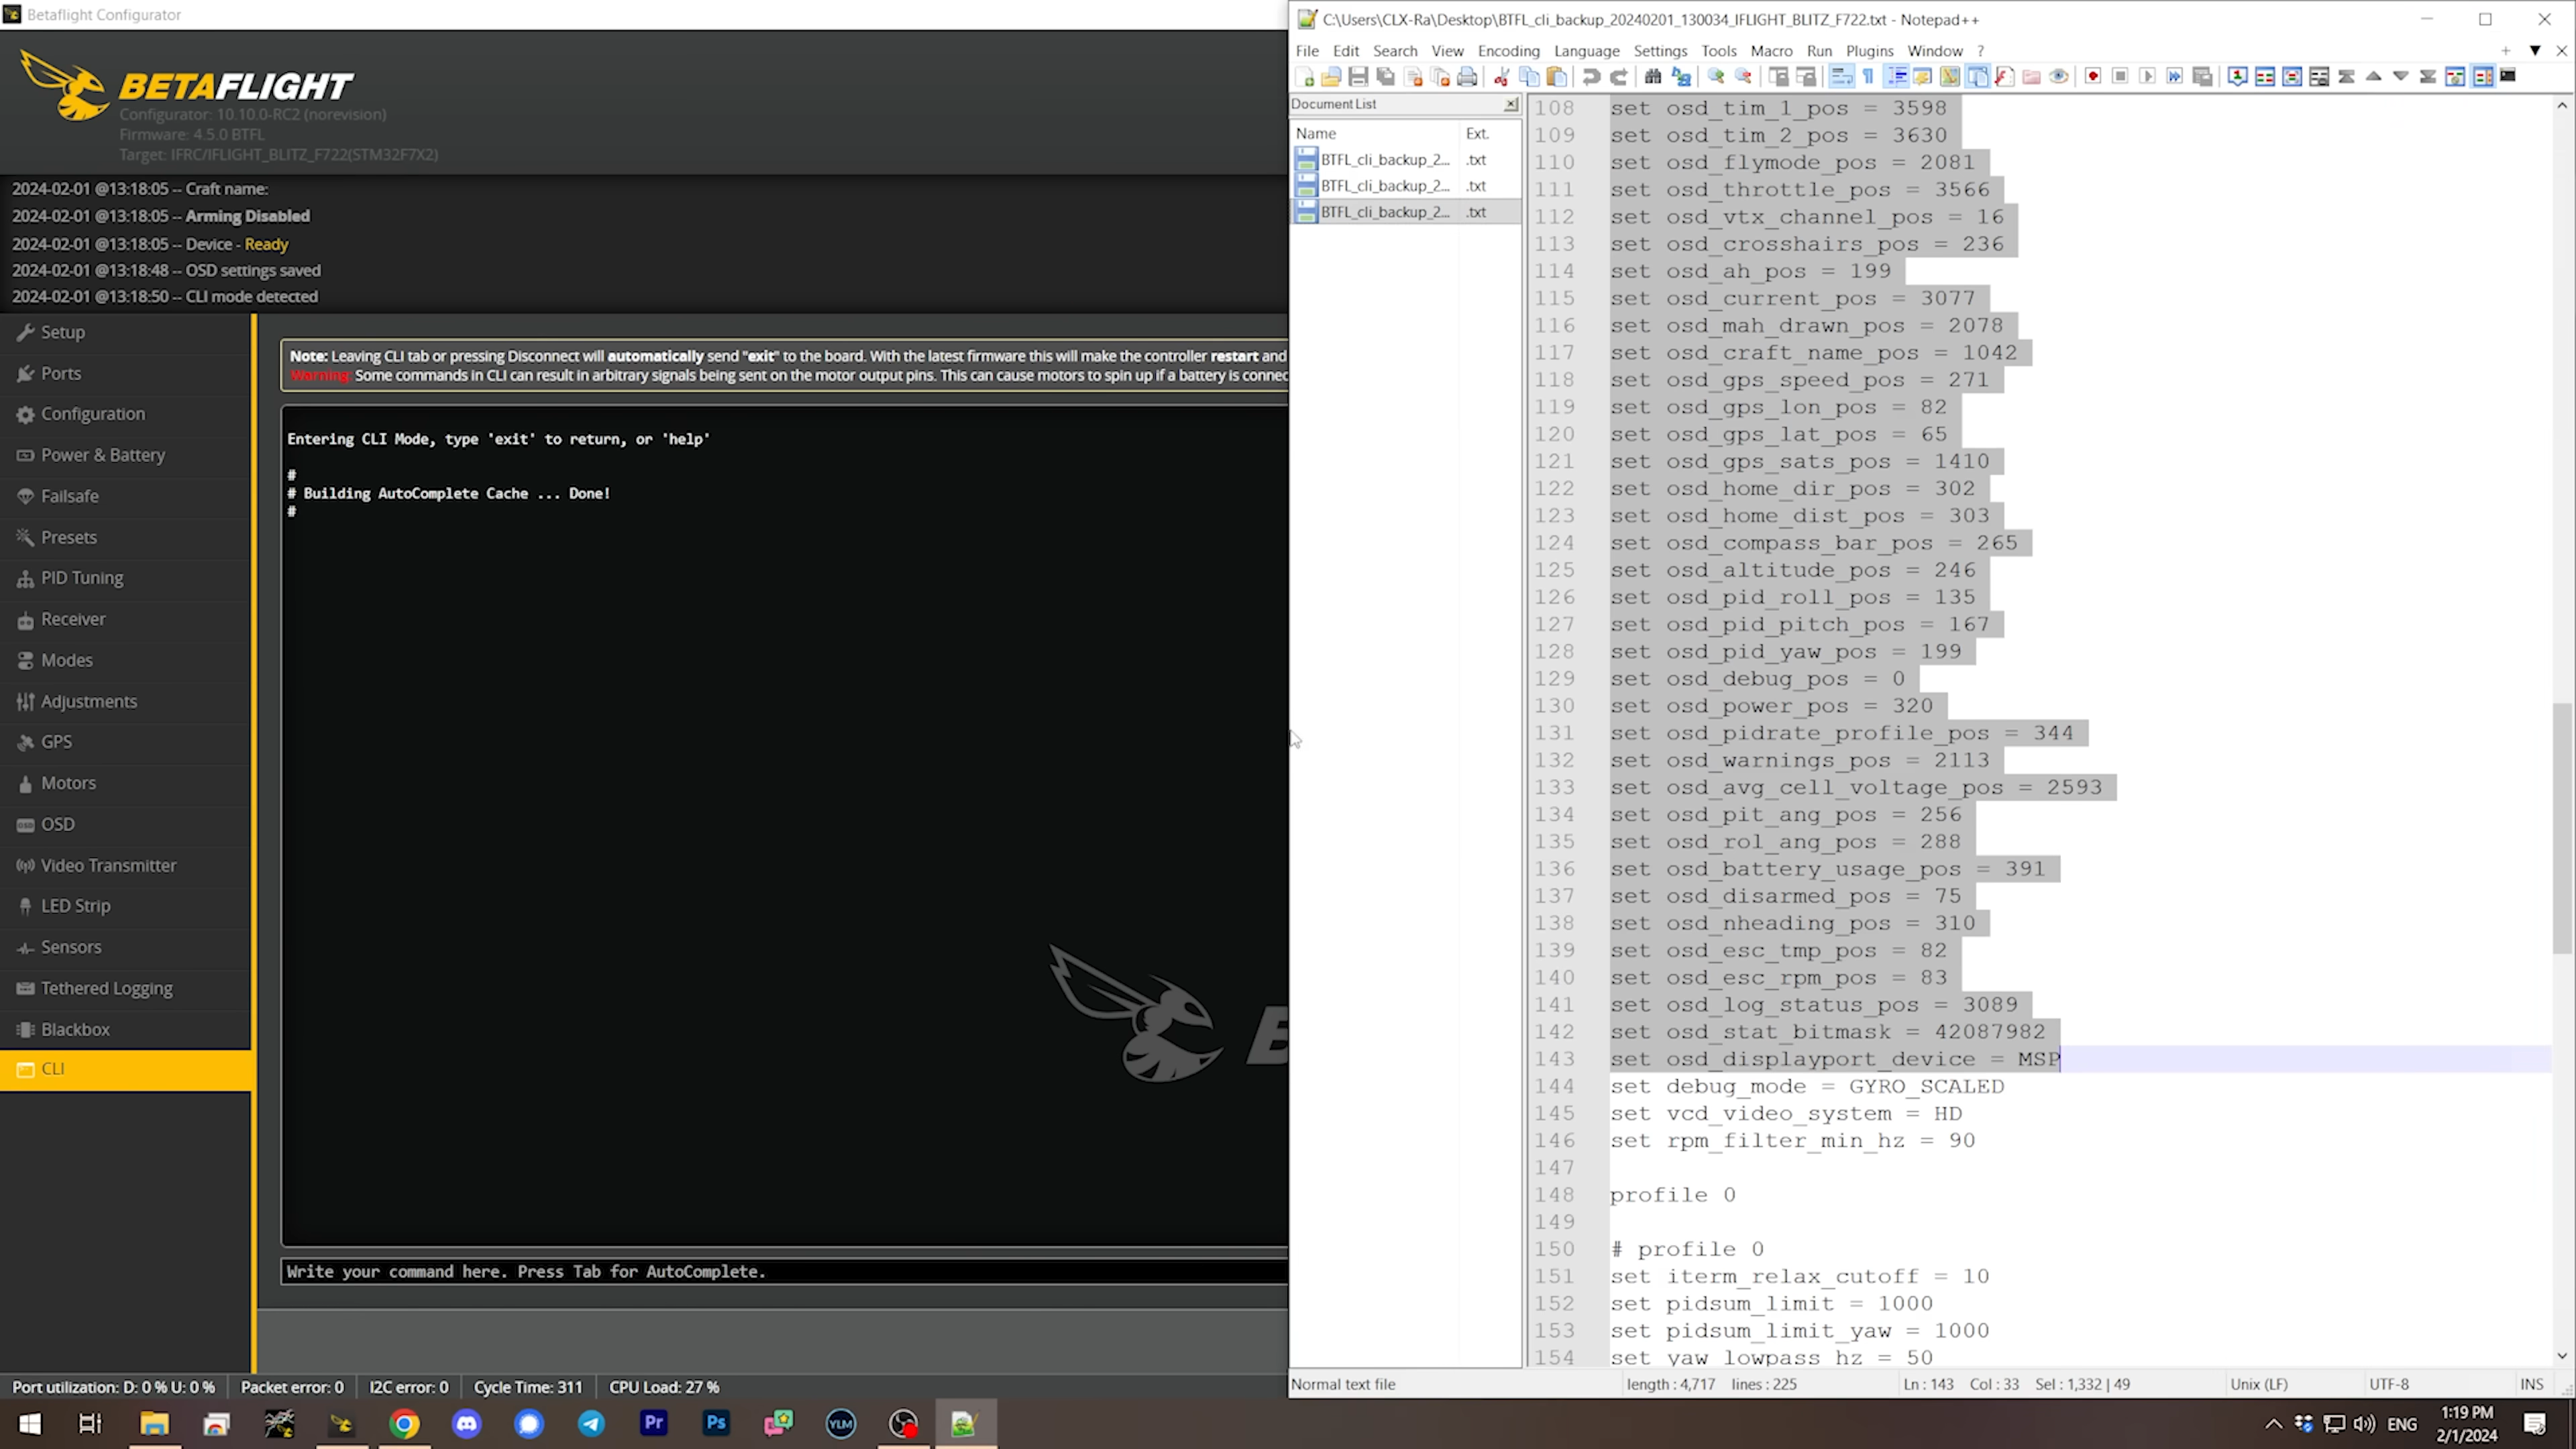 Betaflight Configurator
BETAFLIGHT
Configurator: 10.10.0-RC2 (norevision)
Firmware: 4.5.0 BTFL
Target: IFRC/IFLIGHT_BLITZ_F722(STM32F7X2)
2024-02-01 @13:18:05 -- Craft name:
2024-02-01 @13:18:05 -- Arming Disabled
2024-02-01 @13:18:05 -- Device - Ready
2024-02-01 @13:18:48 -- OSD settings saved
2024-02-01 @13:18:50 -- CLI mode detected
Setup
Ports
Configuration
Power & Battery
Failsafe
Presets
PID Tuning
Receiver
Modes
Adjustments
GPS
Motors
OSD
Video Transmitter
LED Strip
Sensors
Tethered Logging
Blackbox
CLI
Note: Leaving CLI tab or pressing Disconnect will automatically send "exit" to the board. With the latest firmware this will make the controller restart and
Warning: Some commands in CLI can result in arbitrary signals being sent on the motor output pins. This can cause motors to spin up if a battery is connec
Entering CLI Mode, type 'exit' to return, or 'help'
#
# Building AutoComplete Cache ... Done!
#
Write your command here. Press Tab for AutoComplete.
Port utilization: D: 0 % U: 0 % Packet error: 0 I2C error: 0 Cycle Time: 311 CPU Load: 27 %
C:\Users\CLX-Ra\Desktop\BTFL_cli_backup_20240201_130034_IFLIGHT_BLITZ_F722.txt - Notepad++
File Edit Search View Encoding Language Settings Tools Macro Run Plugins Window ?
Document List
Name Ext.
BTFL_cli_backup_2... .txt
BTFL_cli_backup_2... .txt
BTFL_cli_backup_2... .txt
108 set osd_tim_1_pos = 3598
109 set osd_tim_2_pos = 3630
110 set osd_flymode_pos = 2081
111 set osd_throttle_pos = 3566
112 set osd_vtx_channel_pos = 16
113 set osd_crosshairs_pos = 236
114 set osd_ah_pos = 199
115 set osd_current_pos = 3077
116 set osd_mah_drawn_pos = 2078
117 set osd_craft_name_pos = 1042
118 set osd_gps_speed_pos = 271
119 set osd_gps_lon_pos = 82
120 set osd_gps_lat_pos = 65
121 set osd_gps_sats_pos = 1410
122 set osd_home_dir_pos = 302
123 set osd_home_dist_pos = 303
124 set osd_compass_bar_pos = 265
125 set osd_altitude_pos = 246
126 set osd_pid_roll_pos = 135
127 set osd_pid_pitch_pos = 167
128 set osd_pid_yaw_pos = 199
129 set osd_debug_pos = 0
130 set osd_power_pos = 320
131 set osd_pidrate_profile_pos = 344
132 set osd_warnings_pos = 2113
133 set osd_avg_cell_voltage_pos = 2593
134 set osd_pit_ang_pos = 256
135 set osd_rol_ang_pos = 288
136 set osd_battery_usage_pos = 391
137 set osd_disarmed_pos = 75
138 set osd_nheading_pos = 310
139 set osd_esc_tmp_pos = 82
140 set osd_esc_rpm_pos = 83
141 set osd_log_status_pos = 3089
142 set osd_stat_bitmask = 42087982
143 set osd_displayport_device = MSP
144 set debug_mode = GYRO_SCALED
145 set vcd_video_system = HD
146 set rpm_filter_min_hz = 90
147
148 profile 0
149
150 # profile 0
151 set iterm_relax_cutoff = 10
152 set pidsum_limit = 1000
153 set pidsum_limit_yaw = 1000
154 set yaw_lowpass_hz = 50
Normal text file length : 4,717 lines : 225 Ln : 143 Col : 33 Sel : 1,332 | 49 Unix (LF) UTF-8 INS
Pr Ps YLM ENG
1:19 PM
2/1/2024